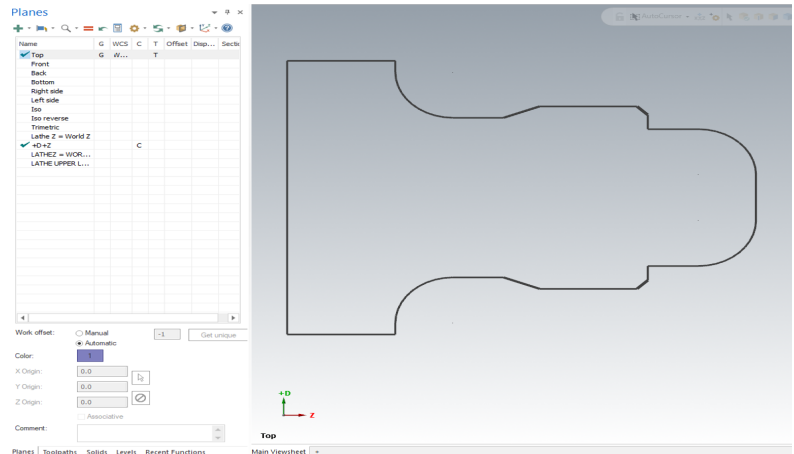 Planes
AutoCursor
Name G WCS C T Offset Disp... Sectio
Top G W... T
Front
Back
Bottom
Right side
Left side
Iso
Iso reverse
Trimetric
Lathe Z = World Z
+D+Z C
LATHEZ = WOR...
LATHE UPPER L...
Work offset: Manual -1 Get unique
Automatic
Color: 1
X Origin: 0.0
Y Origin: 0.0
Z Origin: 0.0
Associative
Comment:
+D
Z
Top
Planes Toolpaths Solids Levels Recent Functions
Main Viewsheet +